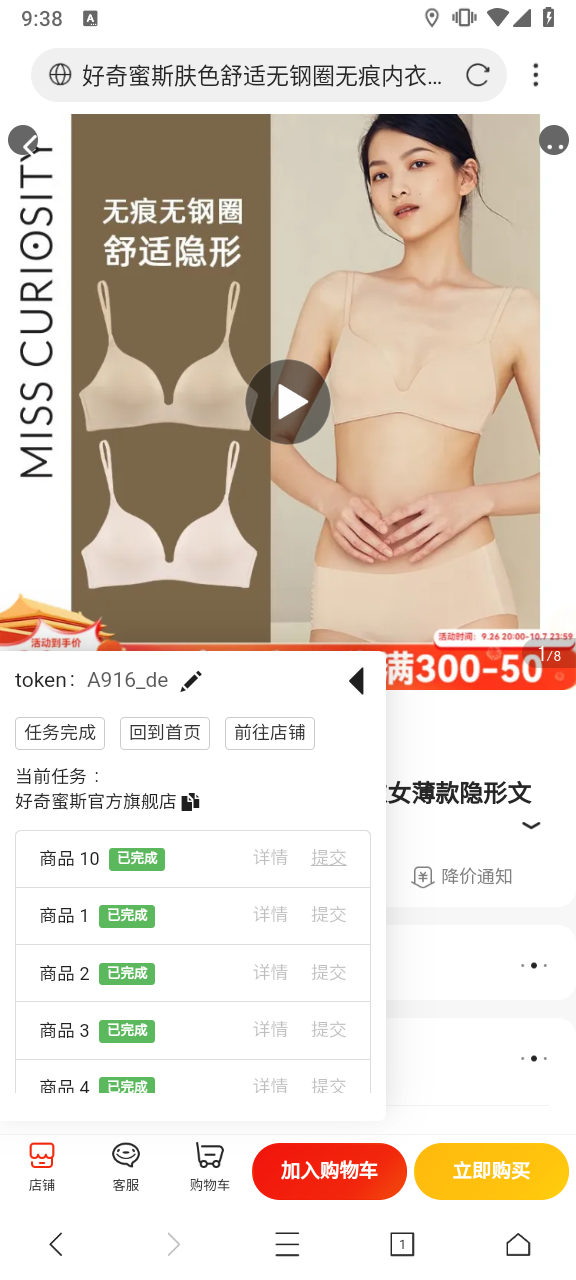 9:38
A
好奇蜜斯肤色舒适无钢圈无痕内衣...
MISS CURIOSITY
无痕无钢圈
舒适隐形
活动到手价
活动时间：9.26 20:00-10.7 23:59
满300-50
1/8
token： A916_de
任务完成
回到首页
前往店铺
当前任务：
好奇蜜斯官方旗舰店
女薄款隐形文
降价通知
商品 10 已完成 详情 提交
商品 1 已完成 详情 提交
商品 2 已完成 详情 提交
商品 3 已完成 详情 提交
商品 4 已完成 详情 提交
店铺
客服
购物车
加入购物车
立即购买
1